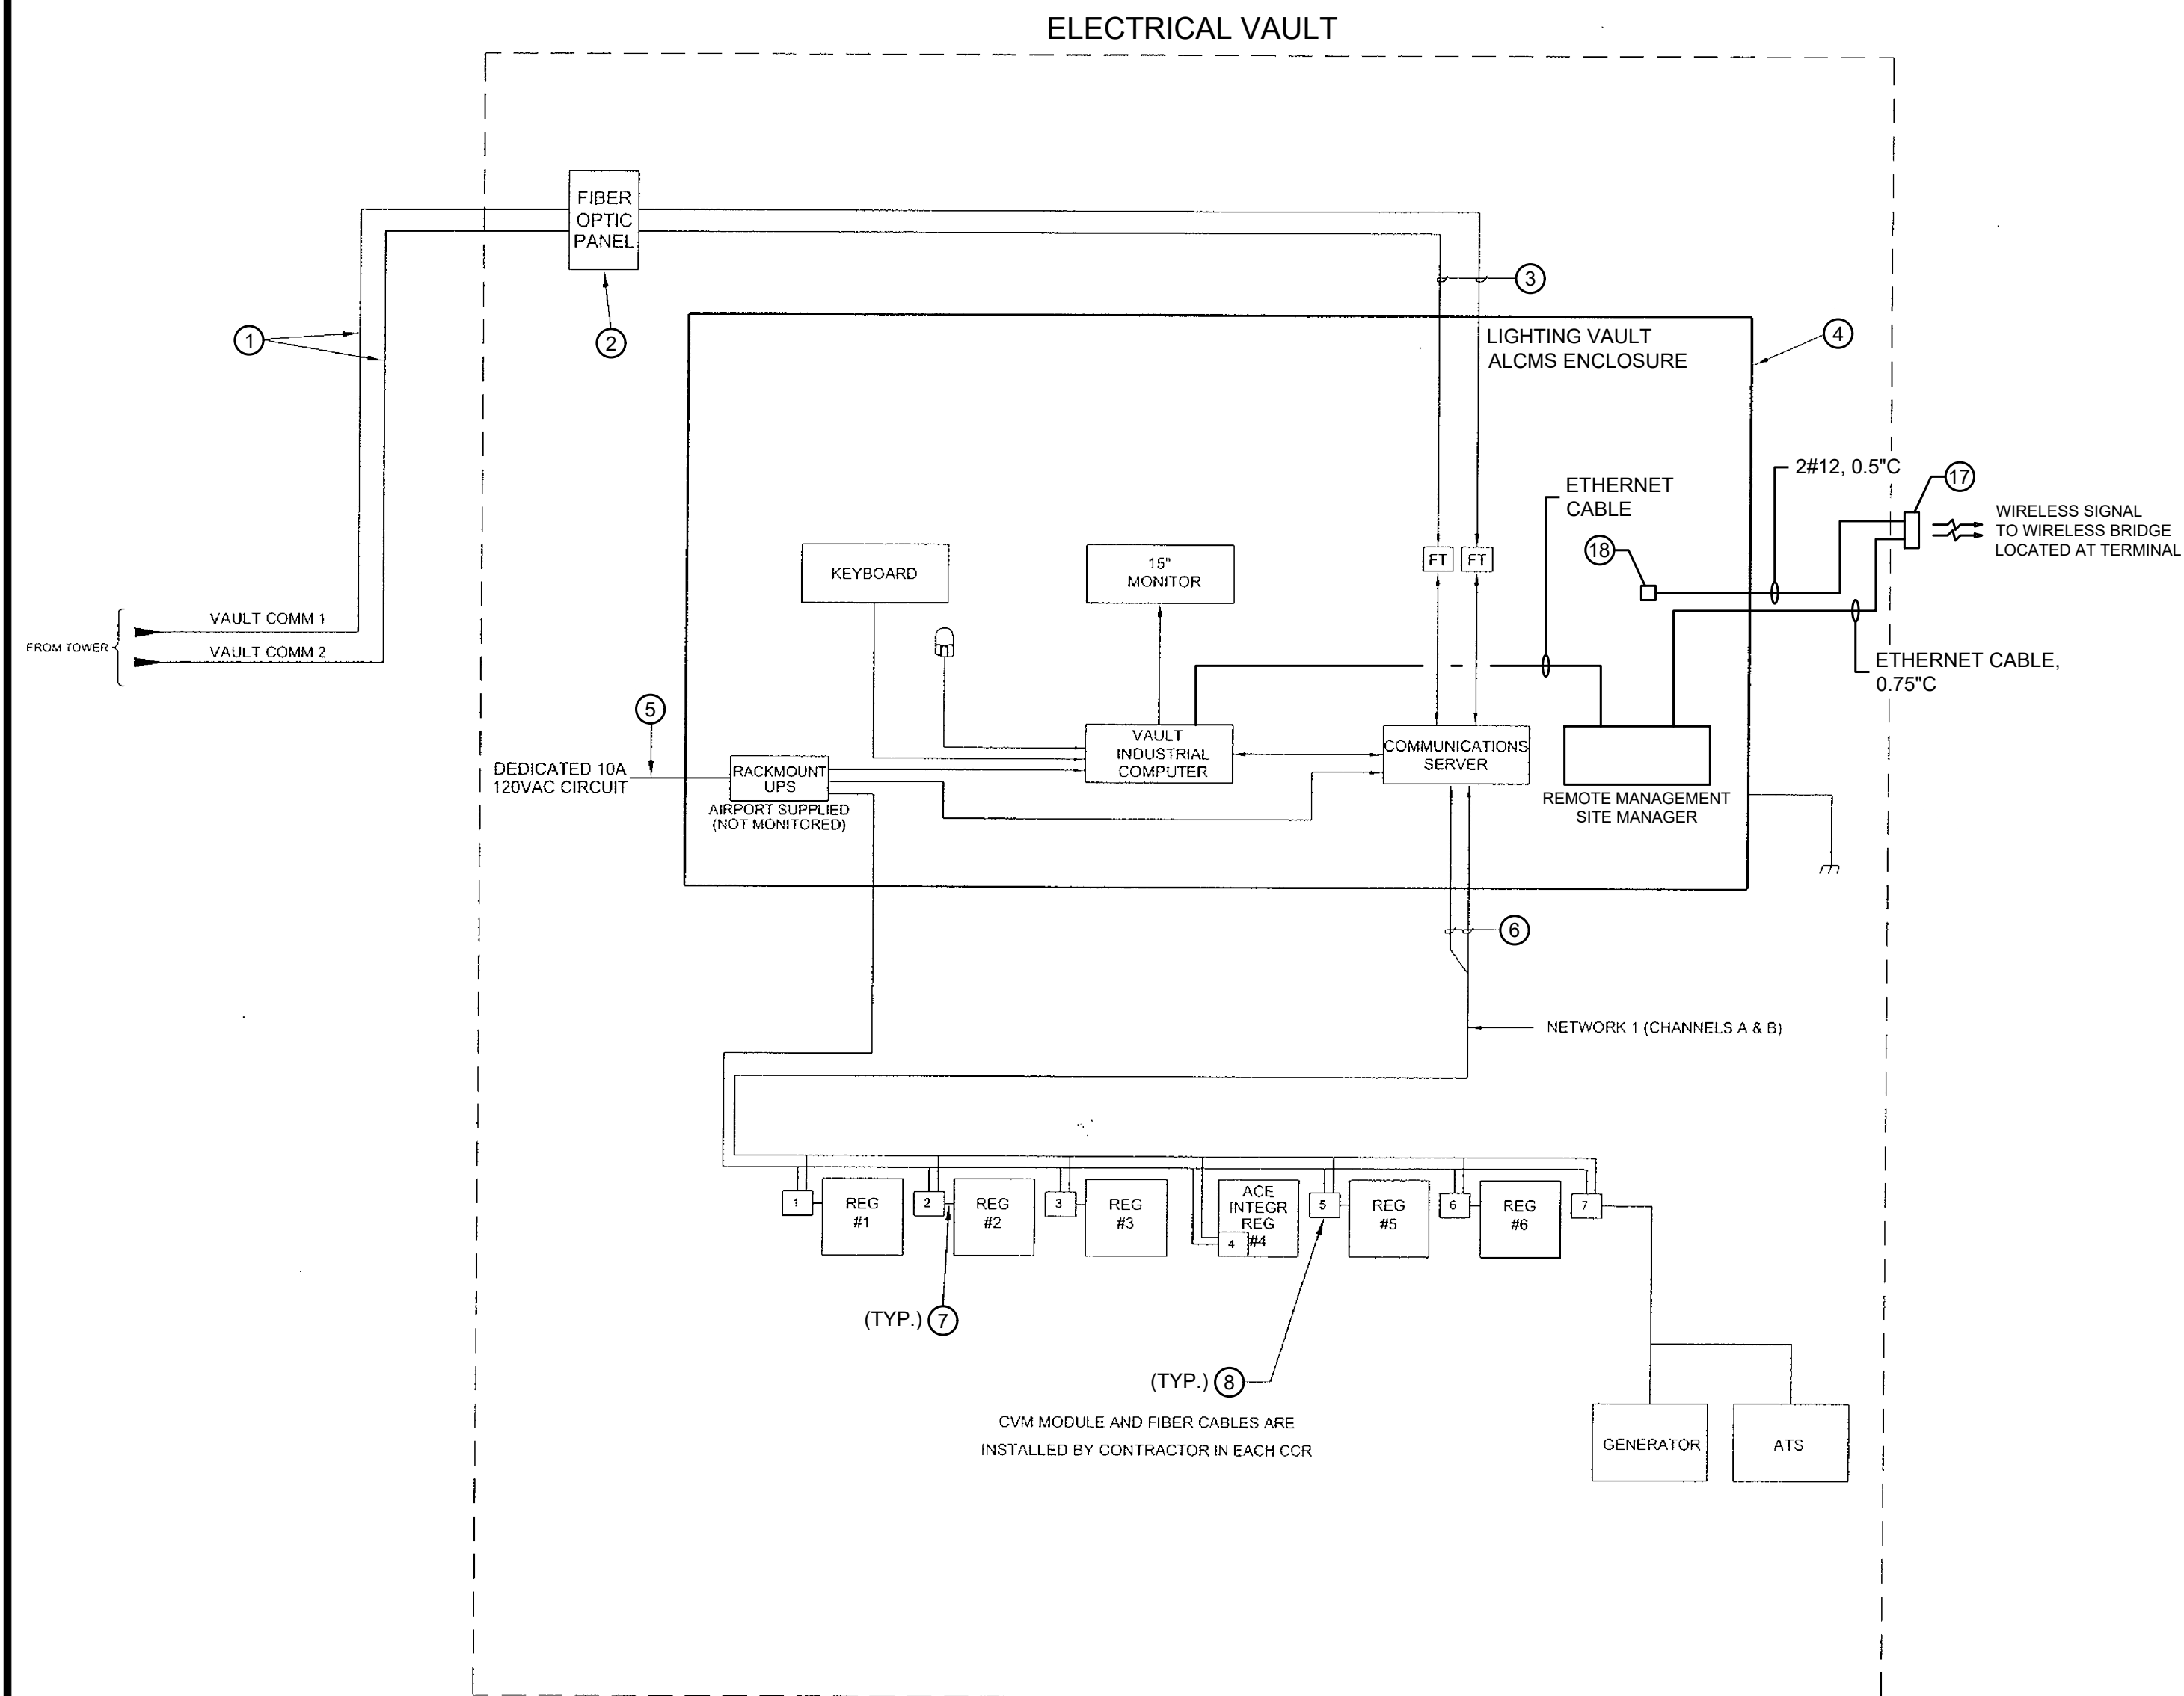 ELECTRICAL VAULT
FIBER
OPTIC
PANEL
1
2
3
LIGHTING VAULT
ALCMS ENCLOSURE
4
2#12, 0.5"C
17
ETHERNET
CABLE
WIRELESS SIGNAL
TO WIRELESS BRIDGE
LOCATED AT TERMINAL
18
KEYBOARD
15"
MONITOR
FT
FT
FROM TOWER
VAULT COMM 1
VAULT COMM 2
ETHERNET CABLE,
0.75"C
5
DEDICATED 10A
120VAC CIRCUIT
RACKMOUNT
UPS
AIRPORT SUPPLIED
(NOT MONITORED)
VAULT
INDUSTRIAL
COMPUTER
COMMUNICATIONS
SERVER
REMOTE MANAGEMENT
SITE MANAGER
6
NETWORK 1 (CHANNELS A & B)
1
REG
#1
2
REG
#2
3
REG
#3
ACE
INTEGR
REG
#4
4
5
REG
#5
6
REG
#6
7
(TYP.) 7
(TYP.) 8
CVM MODULE AND FIBER CABLES ARE
INSTALLED BY CONTRACTOR IN EACH CCR
GENERATOR
ATS